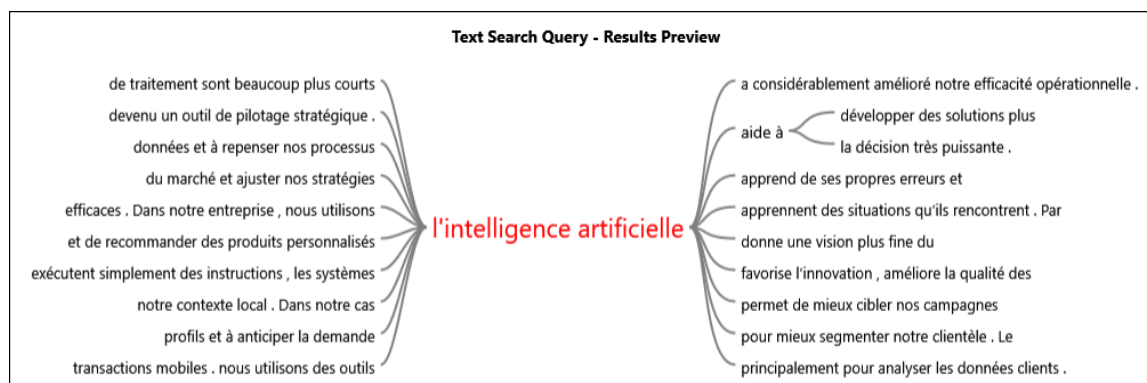 Text Search Query - Results Preview
de traitement sont beaucoup plus courts
devenu un outil de pilotage stratégique .
données et à repenser nos processus
du marché et ajuster nos stratégies
efficaces . Dans notre entreprise , nous utilisons
et de recommander des produits personnalisés
exécutent simplement des instructions , les systèmes
notre contexte local . Dans notre cas
profils et à anticiper la demande
transactions mobiles . nous utilisons des outils
l'intelligence artificielle
a considérablement amélioré notre efficacité opérationnelle .
aide à
développer des solutions plus
la décision très puissante .
apprend de ses propres erreurs et
apprennent des situations qu'ils rencontrent . Par
donne une vision plus fine du
favorise l'innovation , améliore la qualité des
permet de mieux cibler nos campagnes
pour mieux segmenter notre clientèle . Le
principalement pour analyser les données clients .